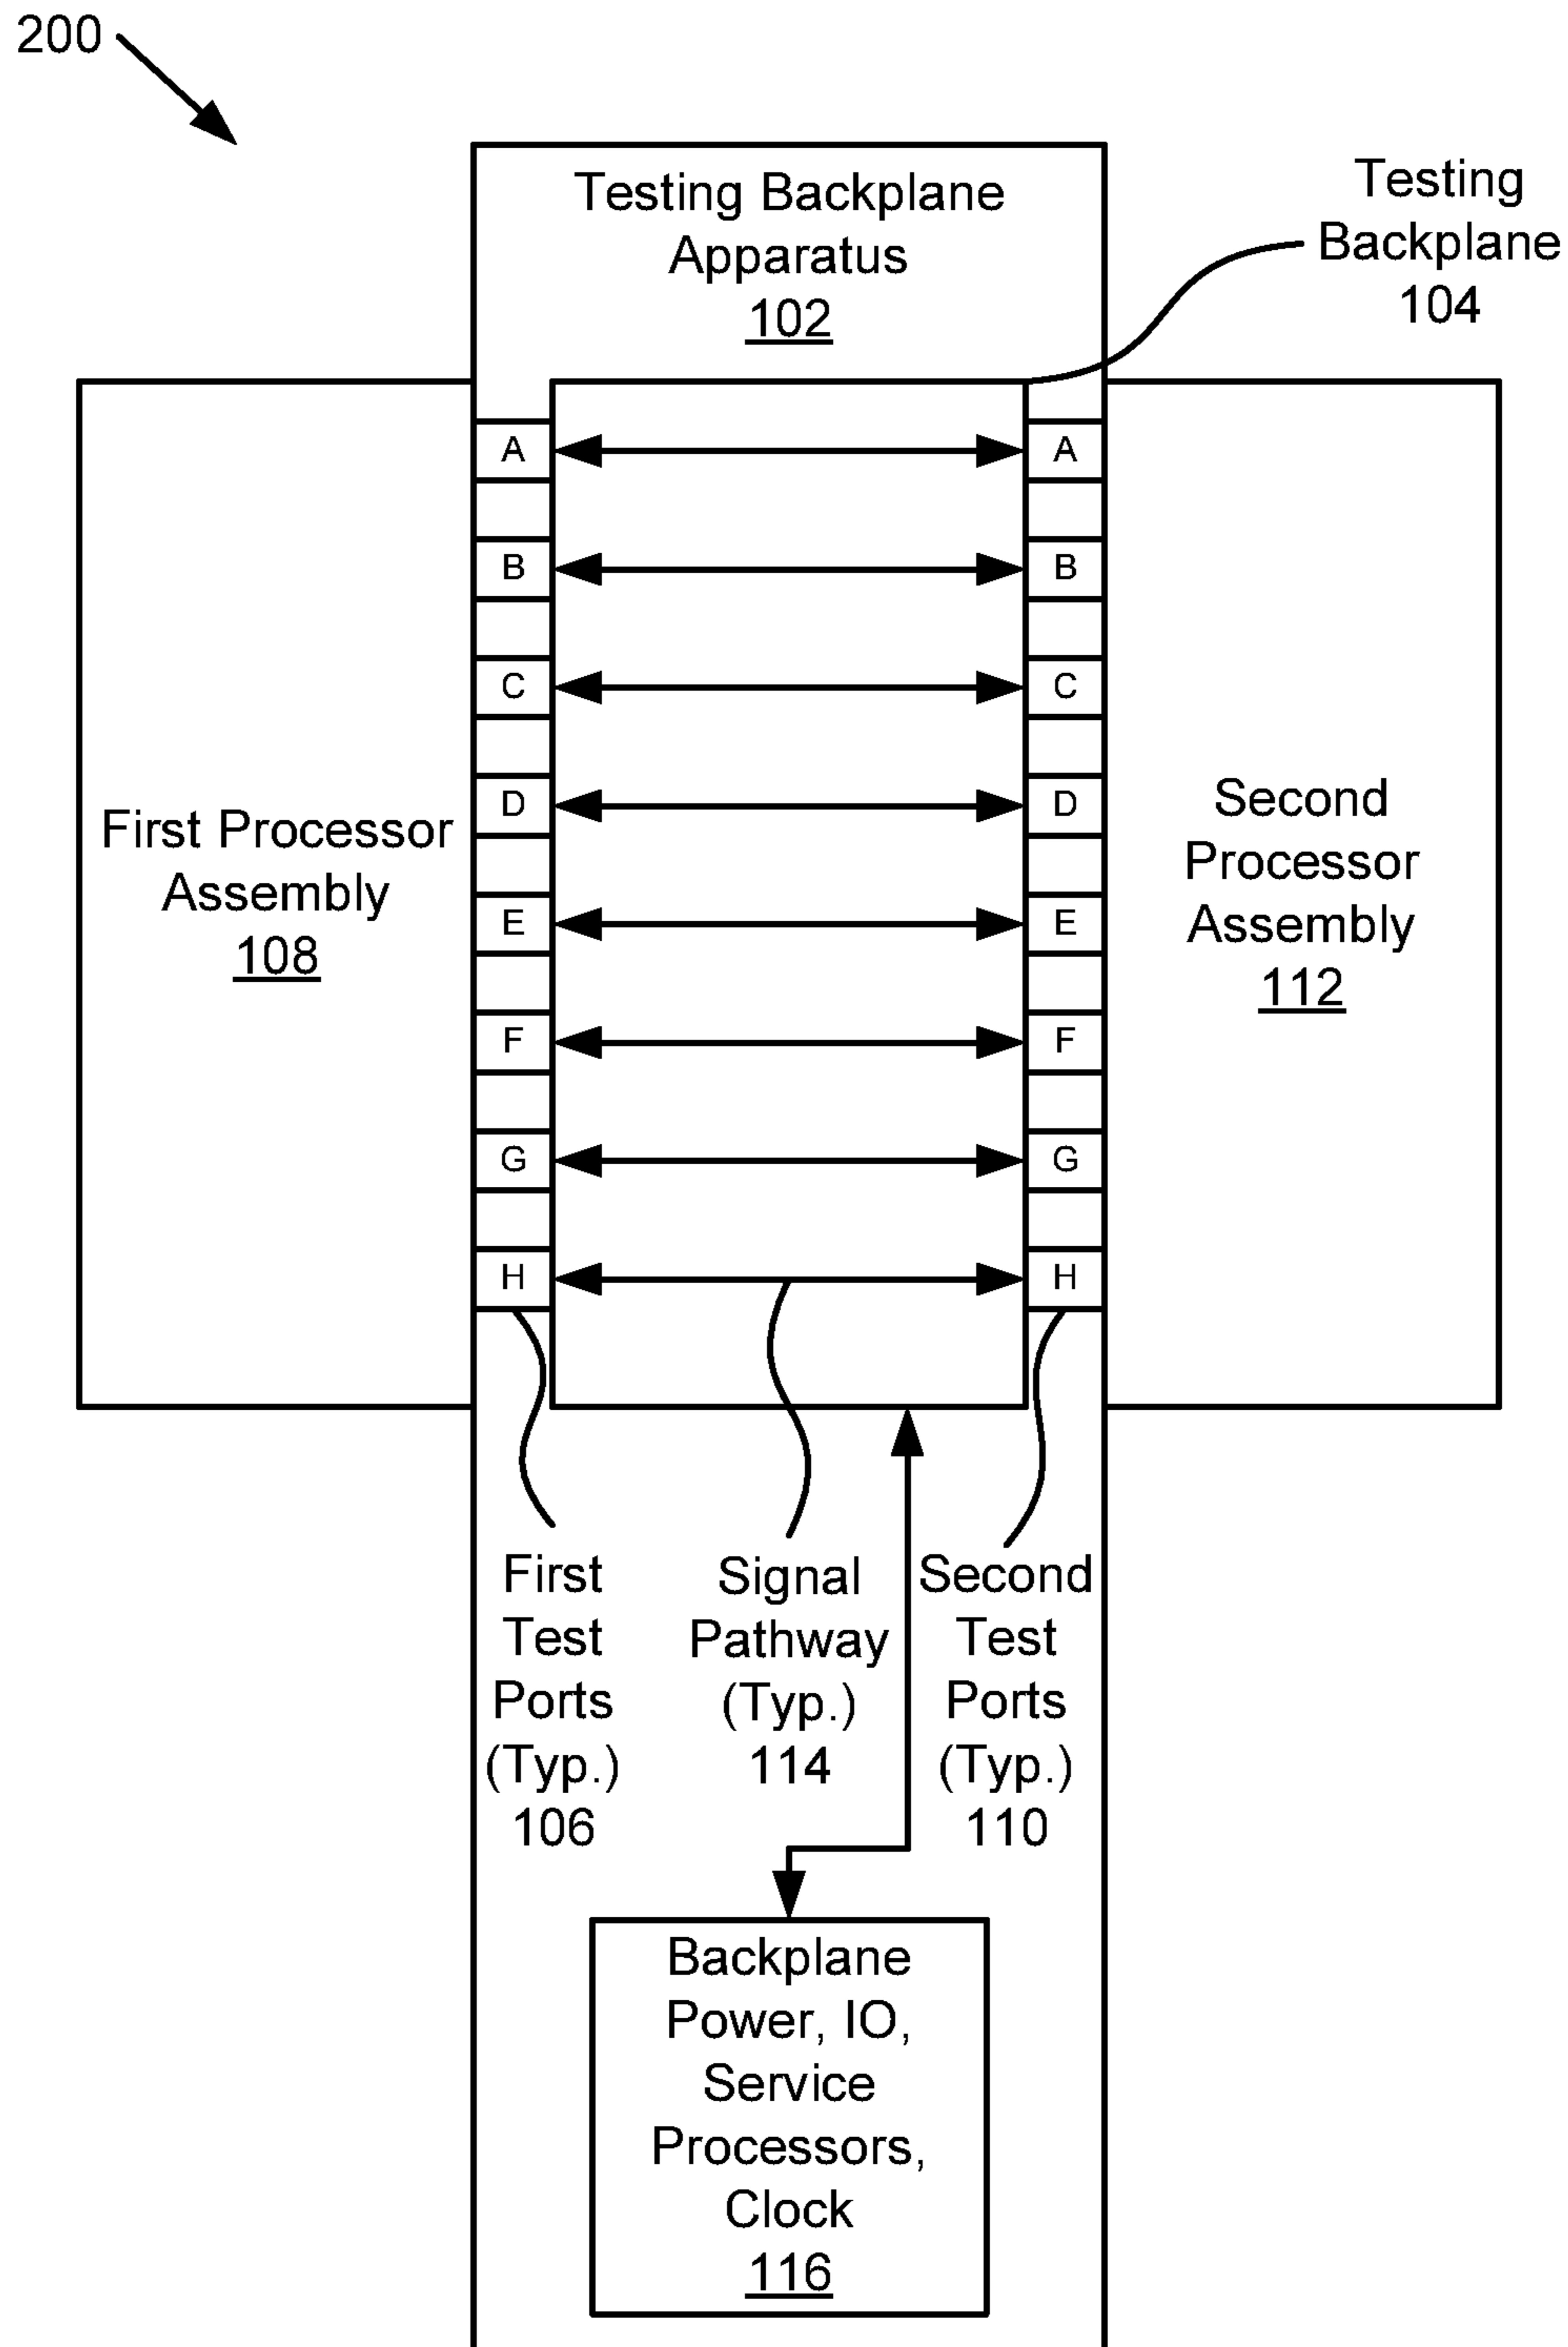 200
Testing Backplane
Apparatus
102
Testing
Backplane
104
A
A
B
B
C
C
D
D
E
E
F
F
G
G
H
H
First Processor
Assembly
108
Second
Processor
Assembly
112
First
Test
Ports
(Typ.)
106
Signal
Pathway
(Typ.)
114
Second
Test
Ports
(Typ.)
110
Backplane
Power, IO,
Service
Processors,
Clock
116